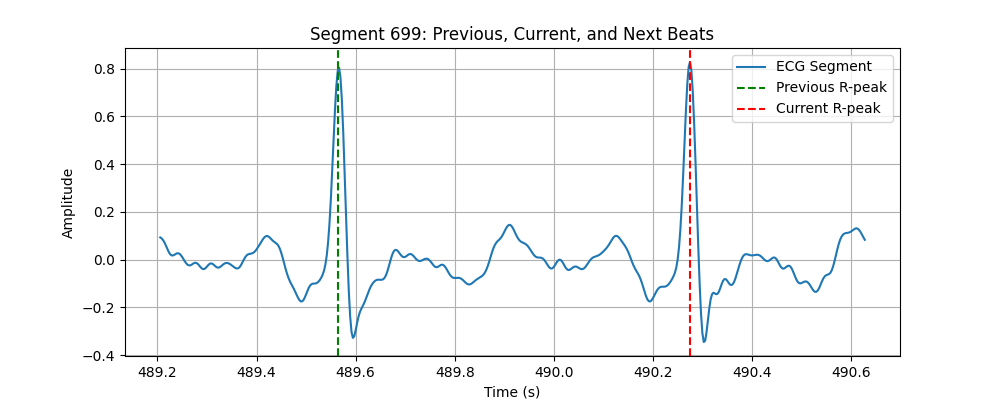 Segment 699: Previous, Current, and Next Beats
ECG Segment
Previous R-peak
Current R-peak
Amplitude
0.8
0.6
0.4
0.2
0.0
−0.2
−0.4
489.2 489.4 489.6 489.8 490.0 490.2 490.4 490.6
Time (s)